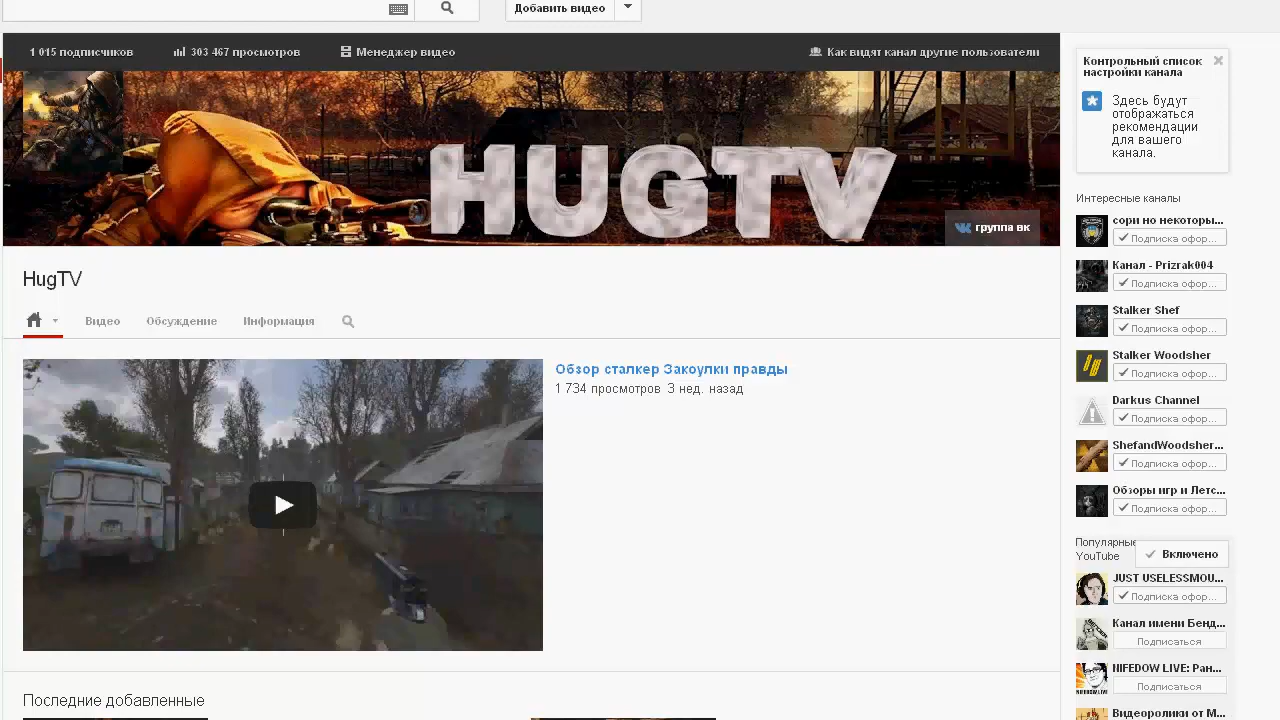 Добавить видео
1 015 подписчиков
303 467 просмотров
Менеджер видео
Как видят канал другие пользователи
HUGTV
группа вк
HugTV
Видео
Обсуждение
Информация
Обзор сталкер Закоулки правды
1 734 просмотров 3 нед. назад
Последние добавленные
Контрольный список
настройки канала
Здесь будут
отображаться
рекомендации
для вашего
канала.
Интересные каналы
сори но некоторы...
Подписка офор...
Канал - Prizrak004
Подписка офор...
Stalker Shef
Подписка офор...
Stalker Woodsher
Подписка офор...
Darkus Channel
Подписка офор...
ShefandWoodsher...
Подписка офор...
Обзоры игр и Летс...
Подписка офор...
Популярные
YouTube
Включено
JUST USELESSMOU...
Подписка офор...
Канал имени Бенд...
Подписаться
NIFEDOW LIVE: Ран...
NIFEDOW.LIVE
Подписаться
Видеоролики от М...